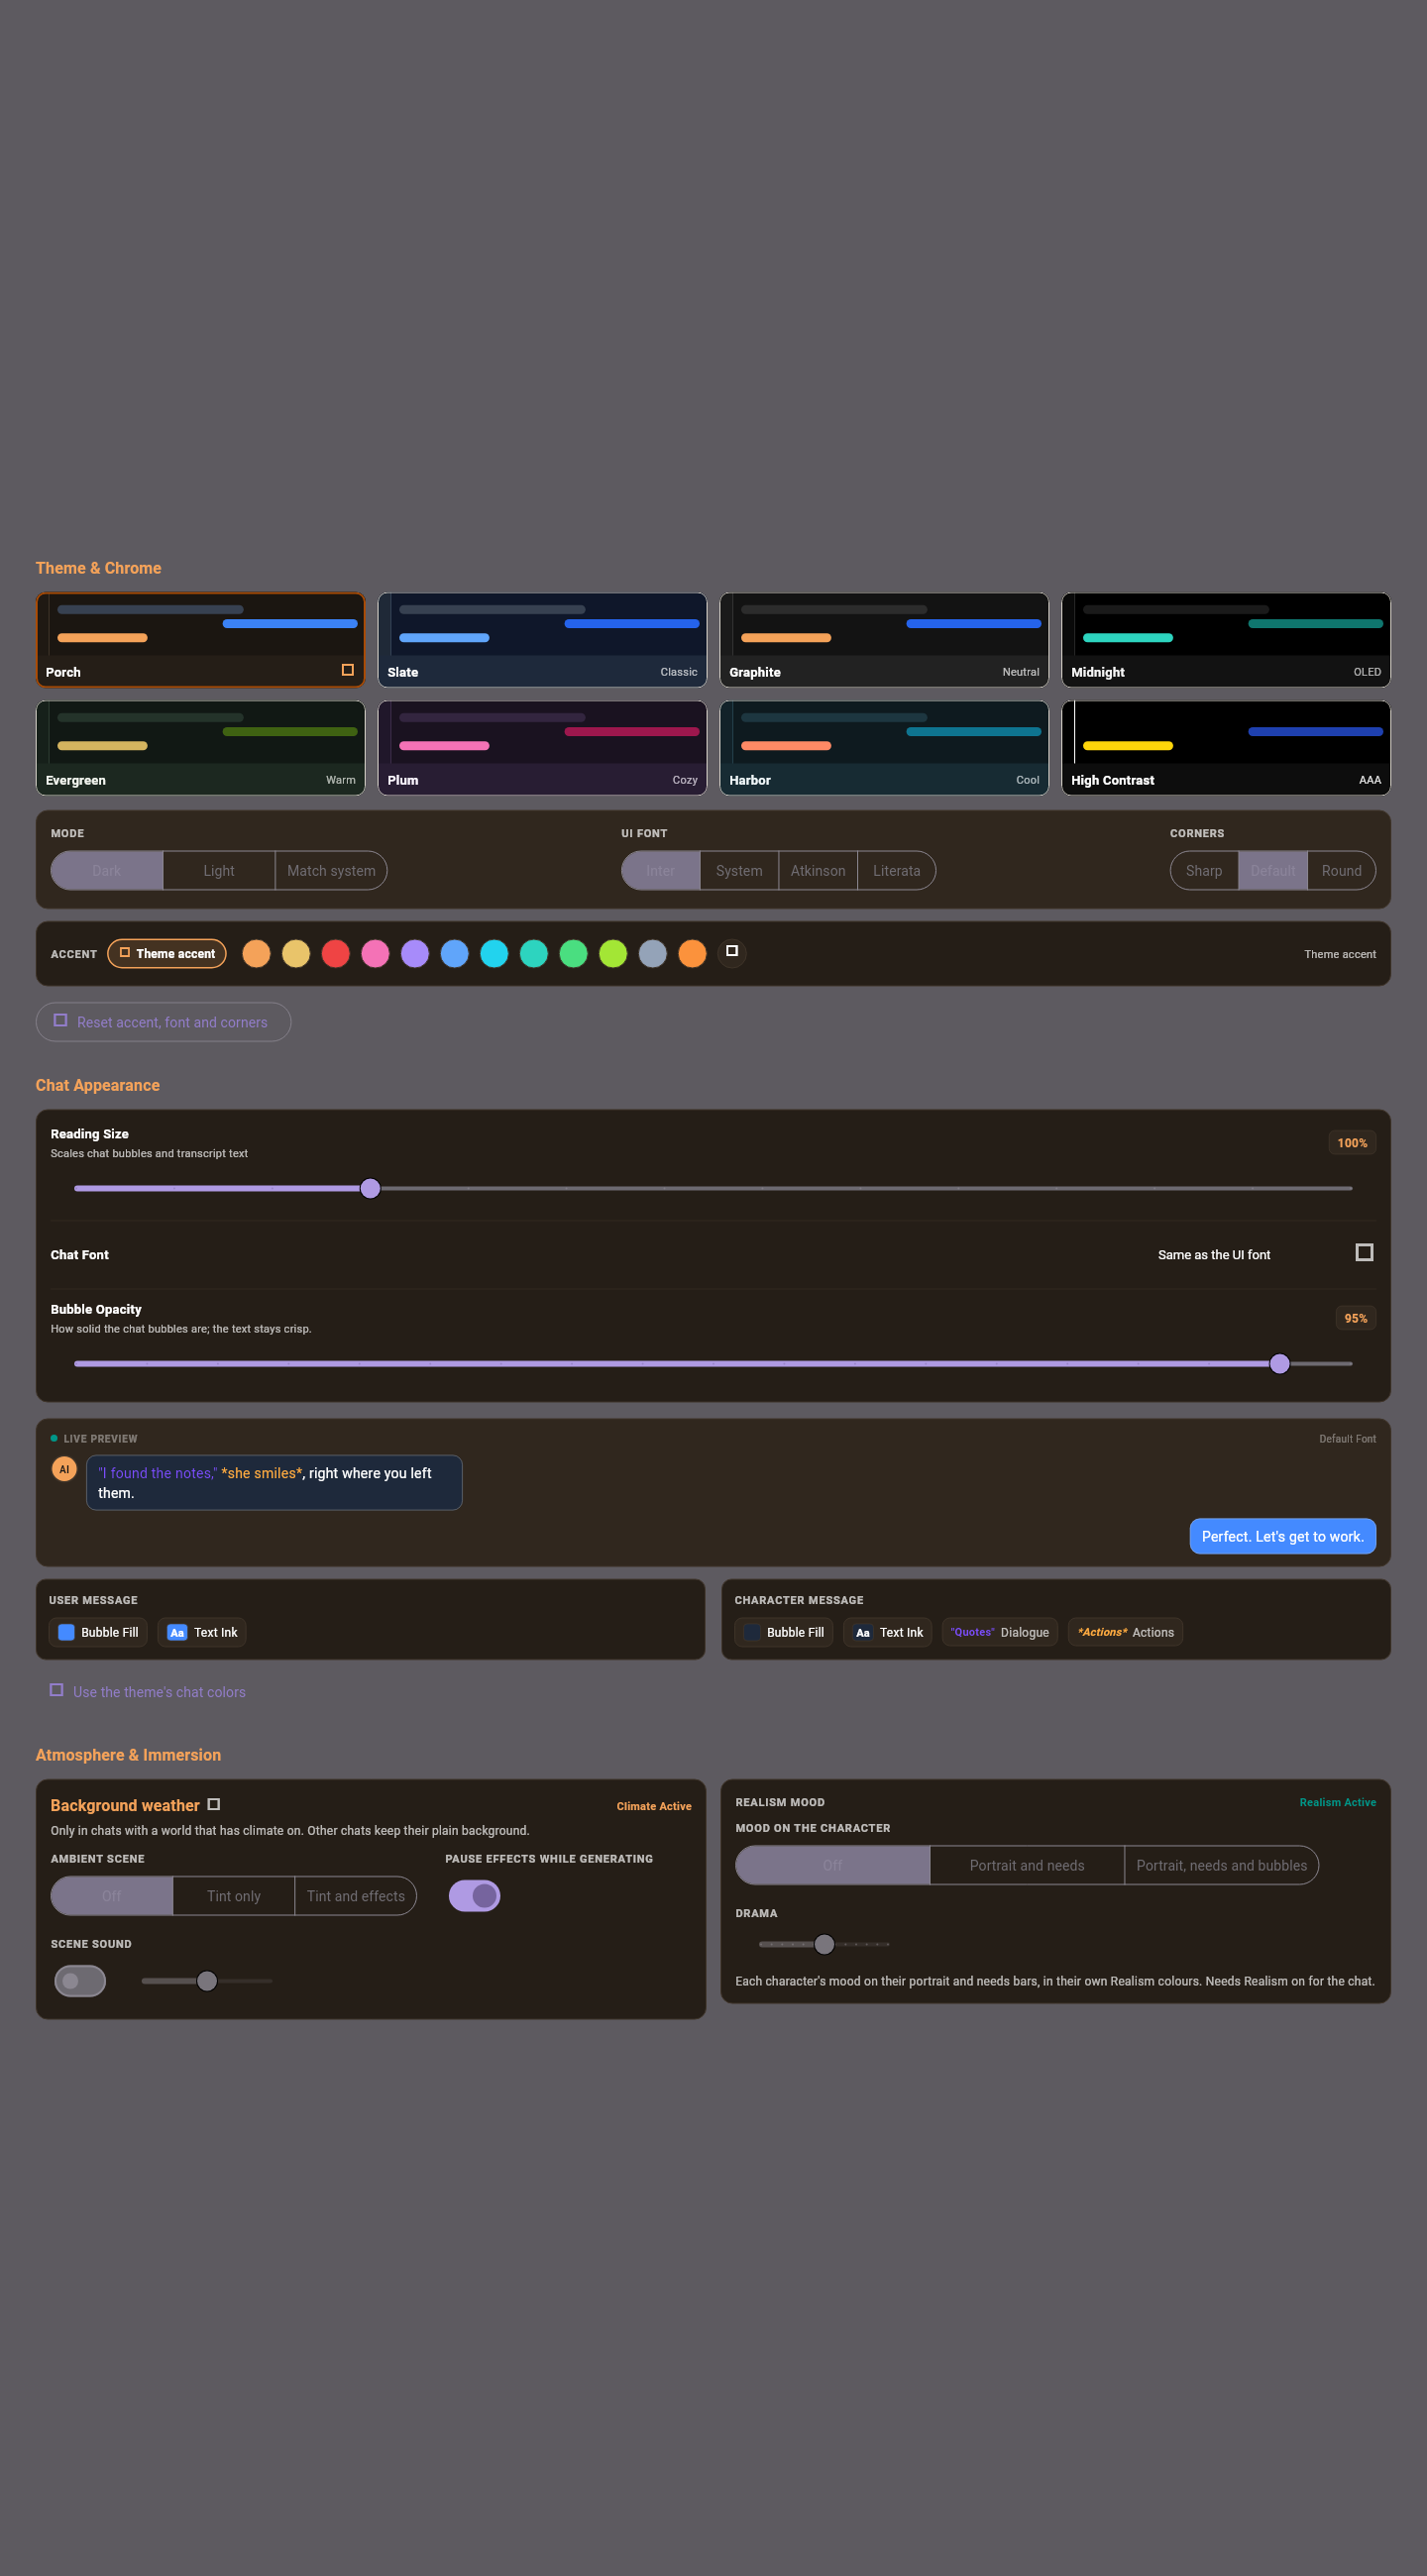 Theme & Chrome
Porch
Slate Classic
Graphite Neutral
Midnight OLED
Evergreen Warm
Plum Cozy
Harbor Cool
High Contrast AAA
MODE
Dark Light Match system
UI FONT
Inter System Atkinson Literata
CORNERS
Sharp Default Round
ACCENT Theme accent Theme accent
Reset accent, font and corners
Chat Appearance
Reading Size
Scales chat bubbles and transcript text
100%
Chat Font Same as the UI font
Bubble Opacity
How solid the chat bubbles are; the text stays crisp.
95%
LIVE PREVIEW Default Font
AI
"I found the notes," *she smiles*, right where you left
them.
Perfect. Let's get to work.
USER MESSAGE
Bubble Fill Aa Text Ink
CHARACTER MESSAGE
Bubble Fill Aa Text Ink "Quotes" Dialogue *Actions* Actions
Use the theme's chat colors
Atmosphere & Immersion
Background weather Climate Active
Only in chats with a world that has climate on. Other chats keep their plain background.
AMBIENT SCENE
Off Tint only Tint and effects
PAUSE EFFECTS WHILE GENERATING
SCENE SOUND
REALISM MOOD Realism Active
MOOD ON THE CHARACTER
Off Portrait and needs Portrait, needs and bubbles
DRAMA
Each character's mood on their portrait and needs bars, in their own Realism colours. Needs Realism on for the chat.